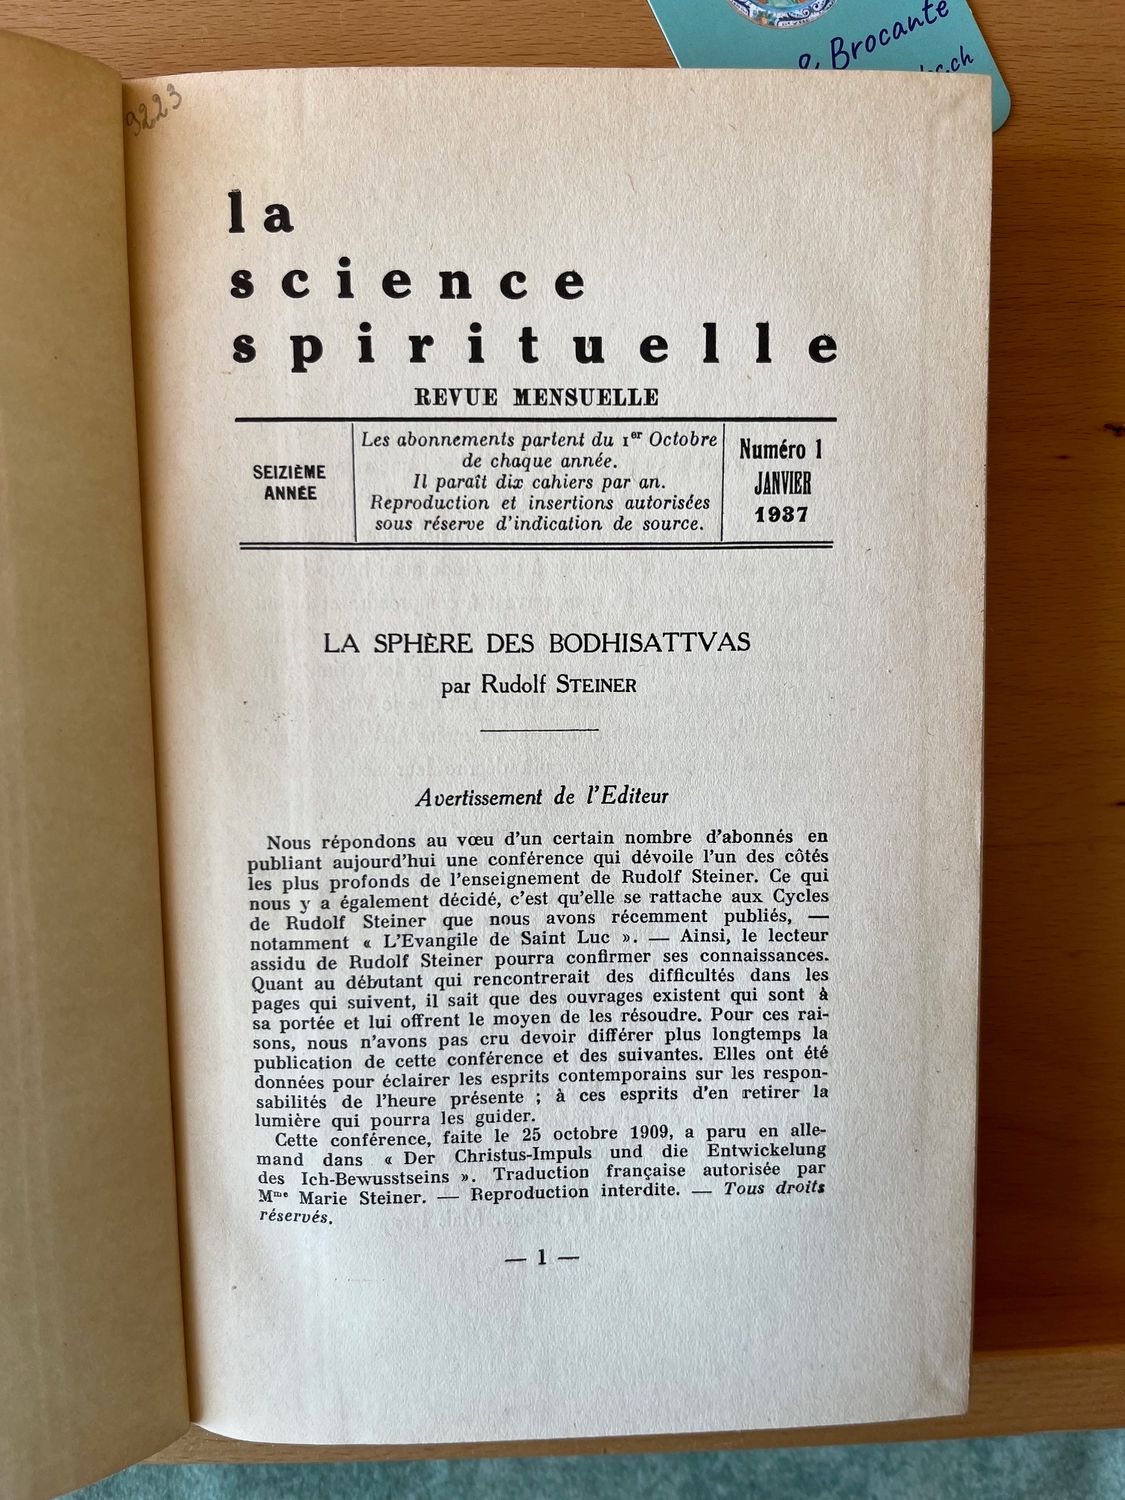 & Brocante
.ch
9223
la
science
spirituelle
REVUE MENSUELLE
SEIZIÈME
ANNÉE
Les abonnements partent du 1er Octobre
de chaque année.
Il paraît dix cahiers par an.
Reproduction et insertions autorisées
sous réserve d'indication de source.
Numéro 1
JANVIER
1937
LA SPHÈRE DES BODHISATTVAS
par Rudolf STEINER
Avertissement de l'Editeur
Nous répondons au vœu d'un certain nombre d'abonnés en
publiant aujourd'hui une conférence qui dévoile l'un des côtés
les plus profonds de l'enseignement de Rudolf Steiner. Ce qui
nous y a également décidé, c'est qu'elle se rattache aux Cycles
de Rudolf Steiner que nous avons récemment publiés, —
notamment « L'Evangile de Saint Luc ». — Ainsi, le lecteur
assidu de Rudolf Steiner pourra confirmer ses connaissances.
Quant au débutant qui rencontrerait des difficultés dans les
pages qui suivent, il sait que des ouvrages existent qui sont à
sa portée et lui offrent le moyen de les résoudre. Pour ces rai-
sons, nous n'avons pas cru devoir différer plus longtemps la
publication de cette conférence et des suivantes. Elles ont été
données pour éclairer les esprits contemporains sur les respon-
sabilités de l'heure présente ; à ces esprits d'en retirer la
lumière qui pourra les guider.
Cette conférence, faite le 25 octobre 1909, a paru en alle-
mand dans « Der Christus-Impuls und die Entwickelung
des Ich-Bewusstseins ». Traduction française autorisée par
Mme Marie Steiner. — Reproduction interdite. — Tous droits
réservés.
— 1 —